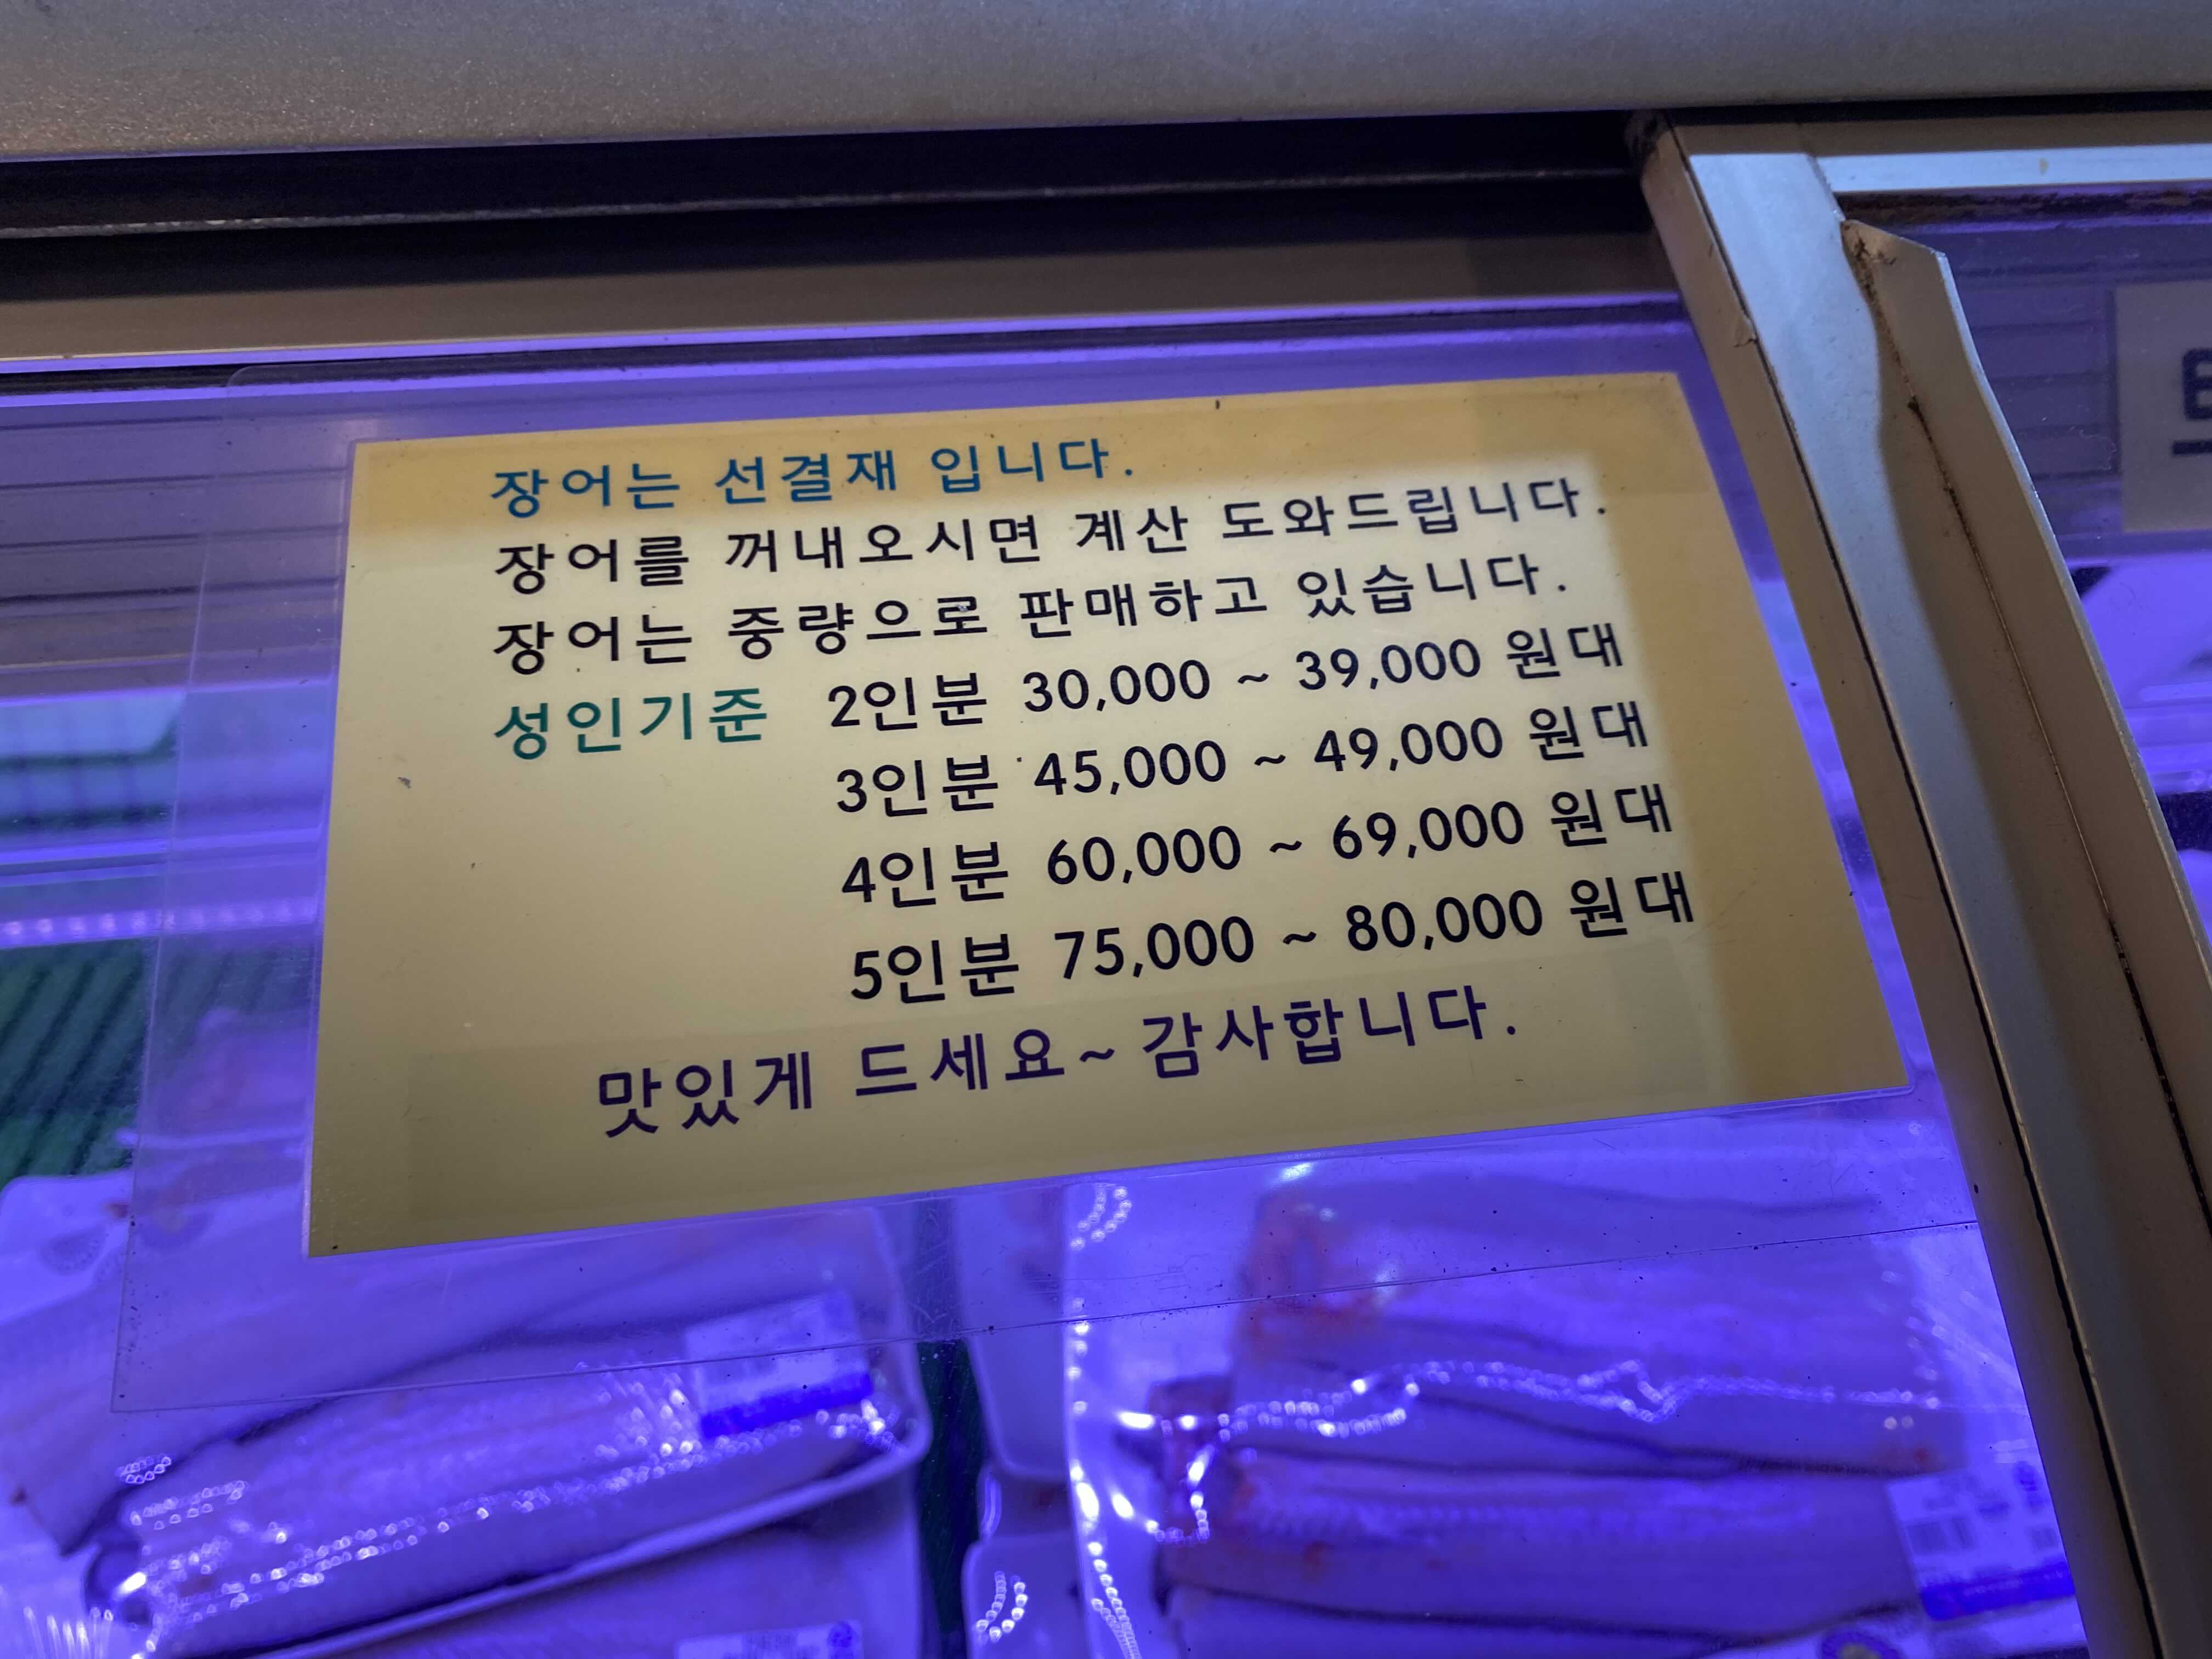 장어는 선결재 입니다.
장어를 꺼내오시면 계산 도와드립니다.
장어는 중량으로 판매하고 있습니다.
성인기준 2인분 30,000 ~ 39,000 원대
3인분 45,000 ~ 49,000 원대
4인분 60,000 ~ 69,000 원대
5인분 75,000 ~ 80,000 원대
맛있게 드세요~ 감사합니다.